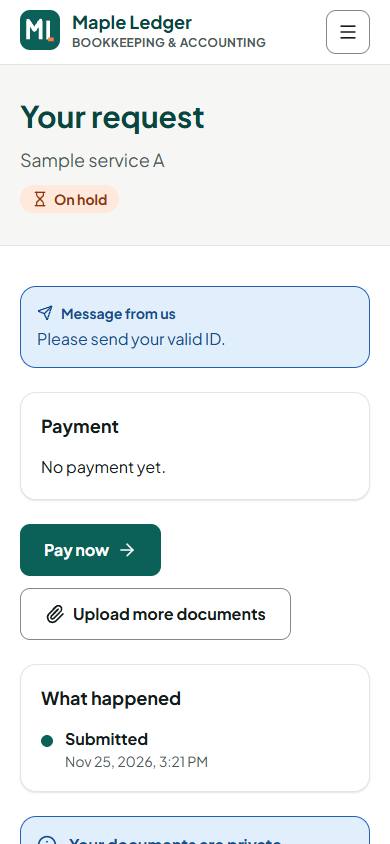 ML
Maple Ledger
BOOKKEEPING & ACCOUNTING
Your request
Sample service A
On hold
Message from us
Please send your valid ID.
Payment
No payment yet.
Pay now
Upload more documents
What happened
Submitted
Nov 25, 2026, 3:21 PM
Your documents are private